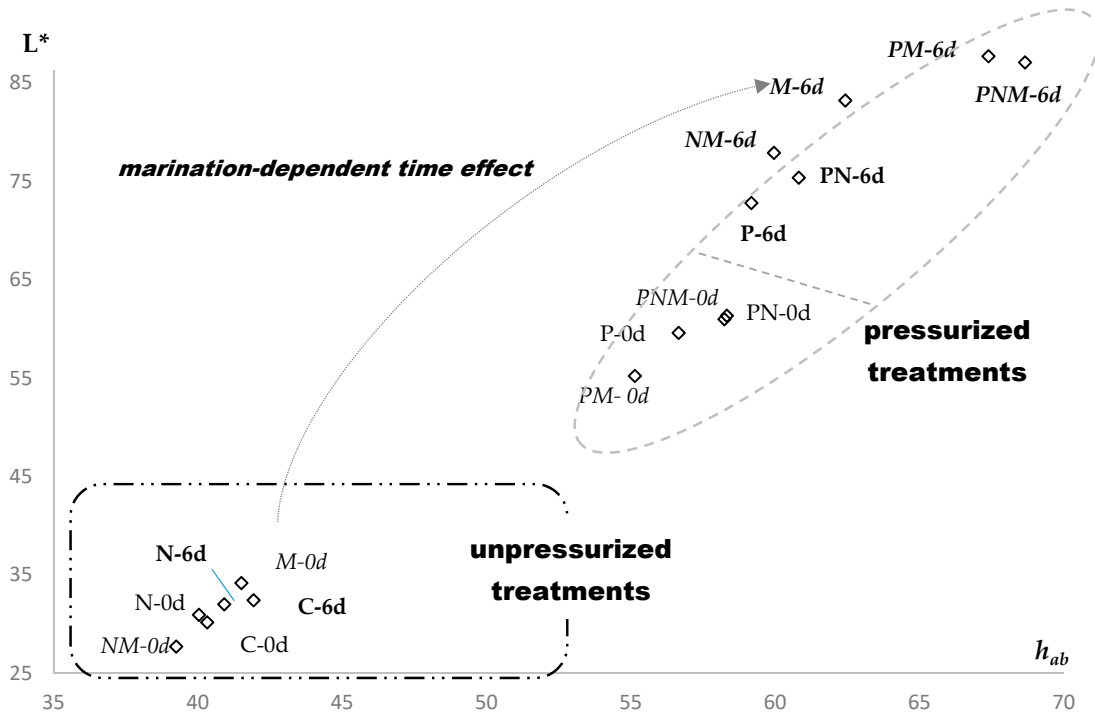 L*
85
75
65
55
45
35
25
PM-6d
PNM-6d
M-6d
NM-6d
marination-dependent time effect
PN-6d
P-6d
PNM-0d
PN-0d
P-0d
pressurized
treatments
PM- 0d
N-6d
M-0d
unpressurized
treatments
N-0d
C-6d
NM-0d
C-0d
hab
35
40
45
50
55
60
65
70